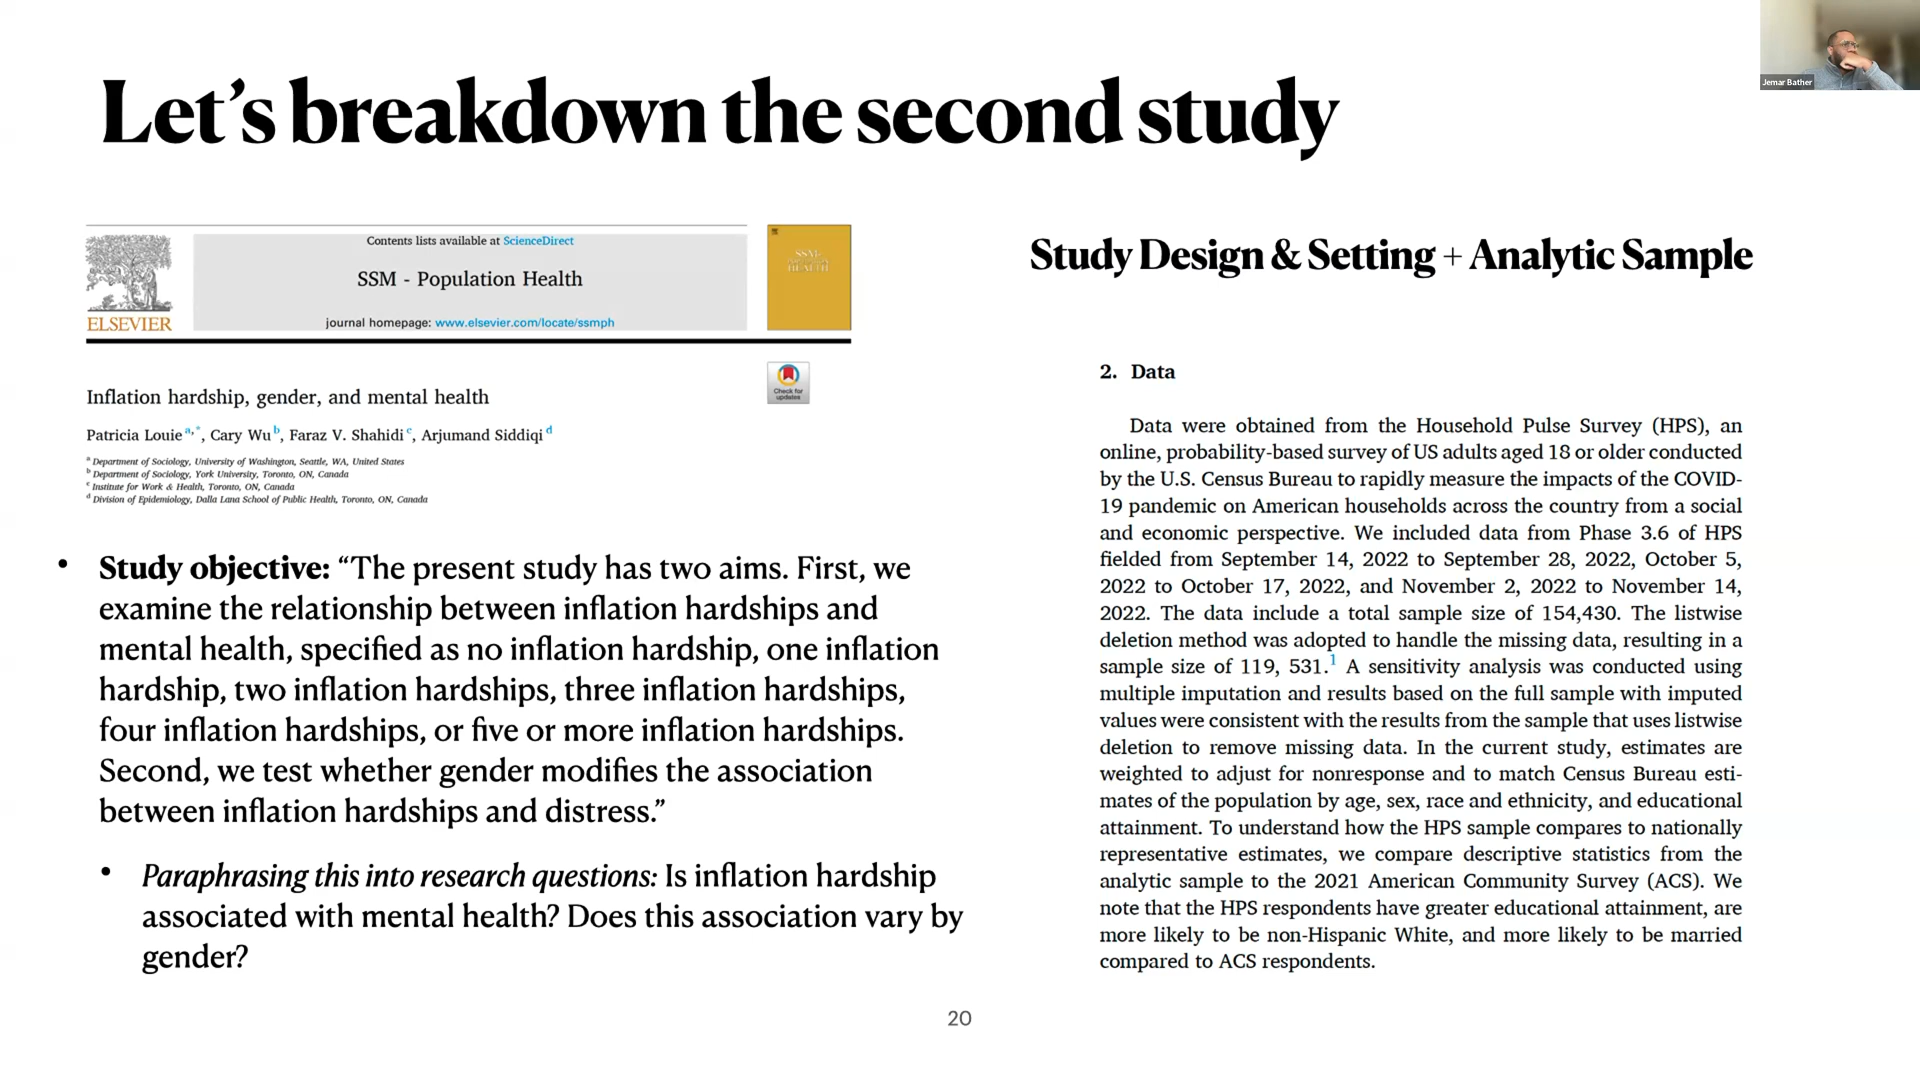 Let's breakdown the second study
Jemar Bather
Contents lists available at ScienceDirect
SSM - Population Health
journal homepage: www.elsevier.com/locate/ssmph
ELSEVIER
SSM-
HEALTH
Check for
updates
Inflation hardship, gender, and mental health
Patricia Louie a,*, Cary Wu b, Faraz V. Shahidi c, Arjumand Siddiqi d
a Department of Sociology, University of Washington, Seattle, WA, United States
b Department of Sociology, York University, Toronto, ON, Canada
c Institute for Work & Health, Toronto, ON, Canada
d Division of Epidemiology, Dalla Lana School of Public Health, Toronto, ON, Canada
• Study objective: “The present study has two aims. First, we
examine the relationship between inflation hardships and
mental health, specified as no inflation hardship, one inflation
hardship, two inflation hardships, three inflation hardships,
four inflation hardships, or five or more inflation hardships.
Second, we test whether gender modifies the association
between inflation hardships and distress.”
• Paraphrasing this into research questions: Is inflation hardship
associated with mental health? Does this association vary by
gender?
Study Design & Setting + Analytic Sample
2. Data
Data were obtained from the Household Pulse Survey (HPS), an
online, probability-based survey of US adults aged 18 or older conducted
by the U.S. Census Bureau to rapidly measure the impacts of the COVID-
19 pandemic on American households across the country from a social
and economic perspective. We included data from Phase 3.6 of HPS
fielded from September 14, 2022 to September 28, 2022, October 5,
2022 to October 17, 2022, and November 2, 2022 to November 14,
2022. The data include a total sample size of 154,430. The listwise
deletion method was adopted to handle the missing data, resulting in a
sample size of 119, 531.1 A sensitivity analysis was conducted using
multiple imputation and results based on the full sample with imputed
values were consistent with the results from the sample that uses listwise
deletion to remove missing data. In the current study, estimates are
weighted to adjust for nonresponse and to match Census Bureau esti-
mates of the population by age, sex, race and ethnicity, and educational
attainment. To understand how the HPS sample compares to nationally
representative estimates, we compare descriptive statistics from the
analytic sample to the 2021 American Community Survey (ACS). We
note that the HPS respondents have greater educational attainment, are
more likely to be non-Hispanic White, and more likely to be married
compared to ACS respondents.
20